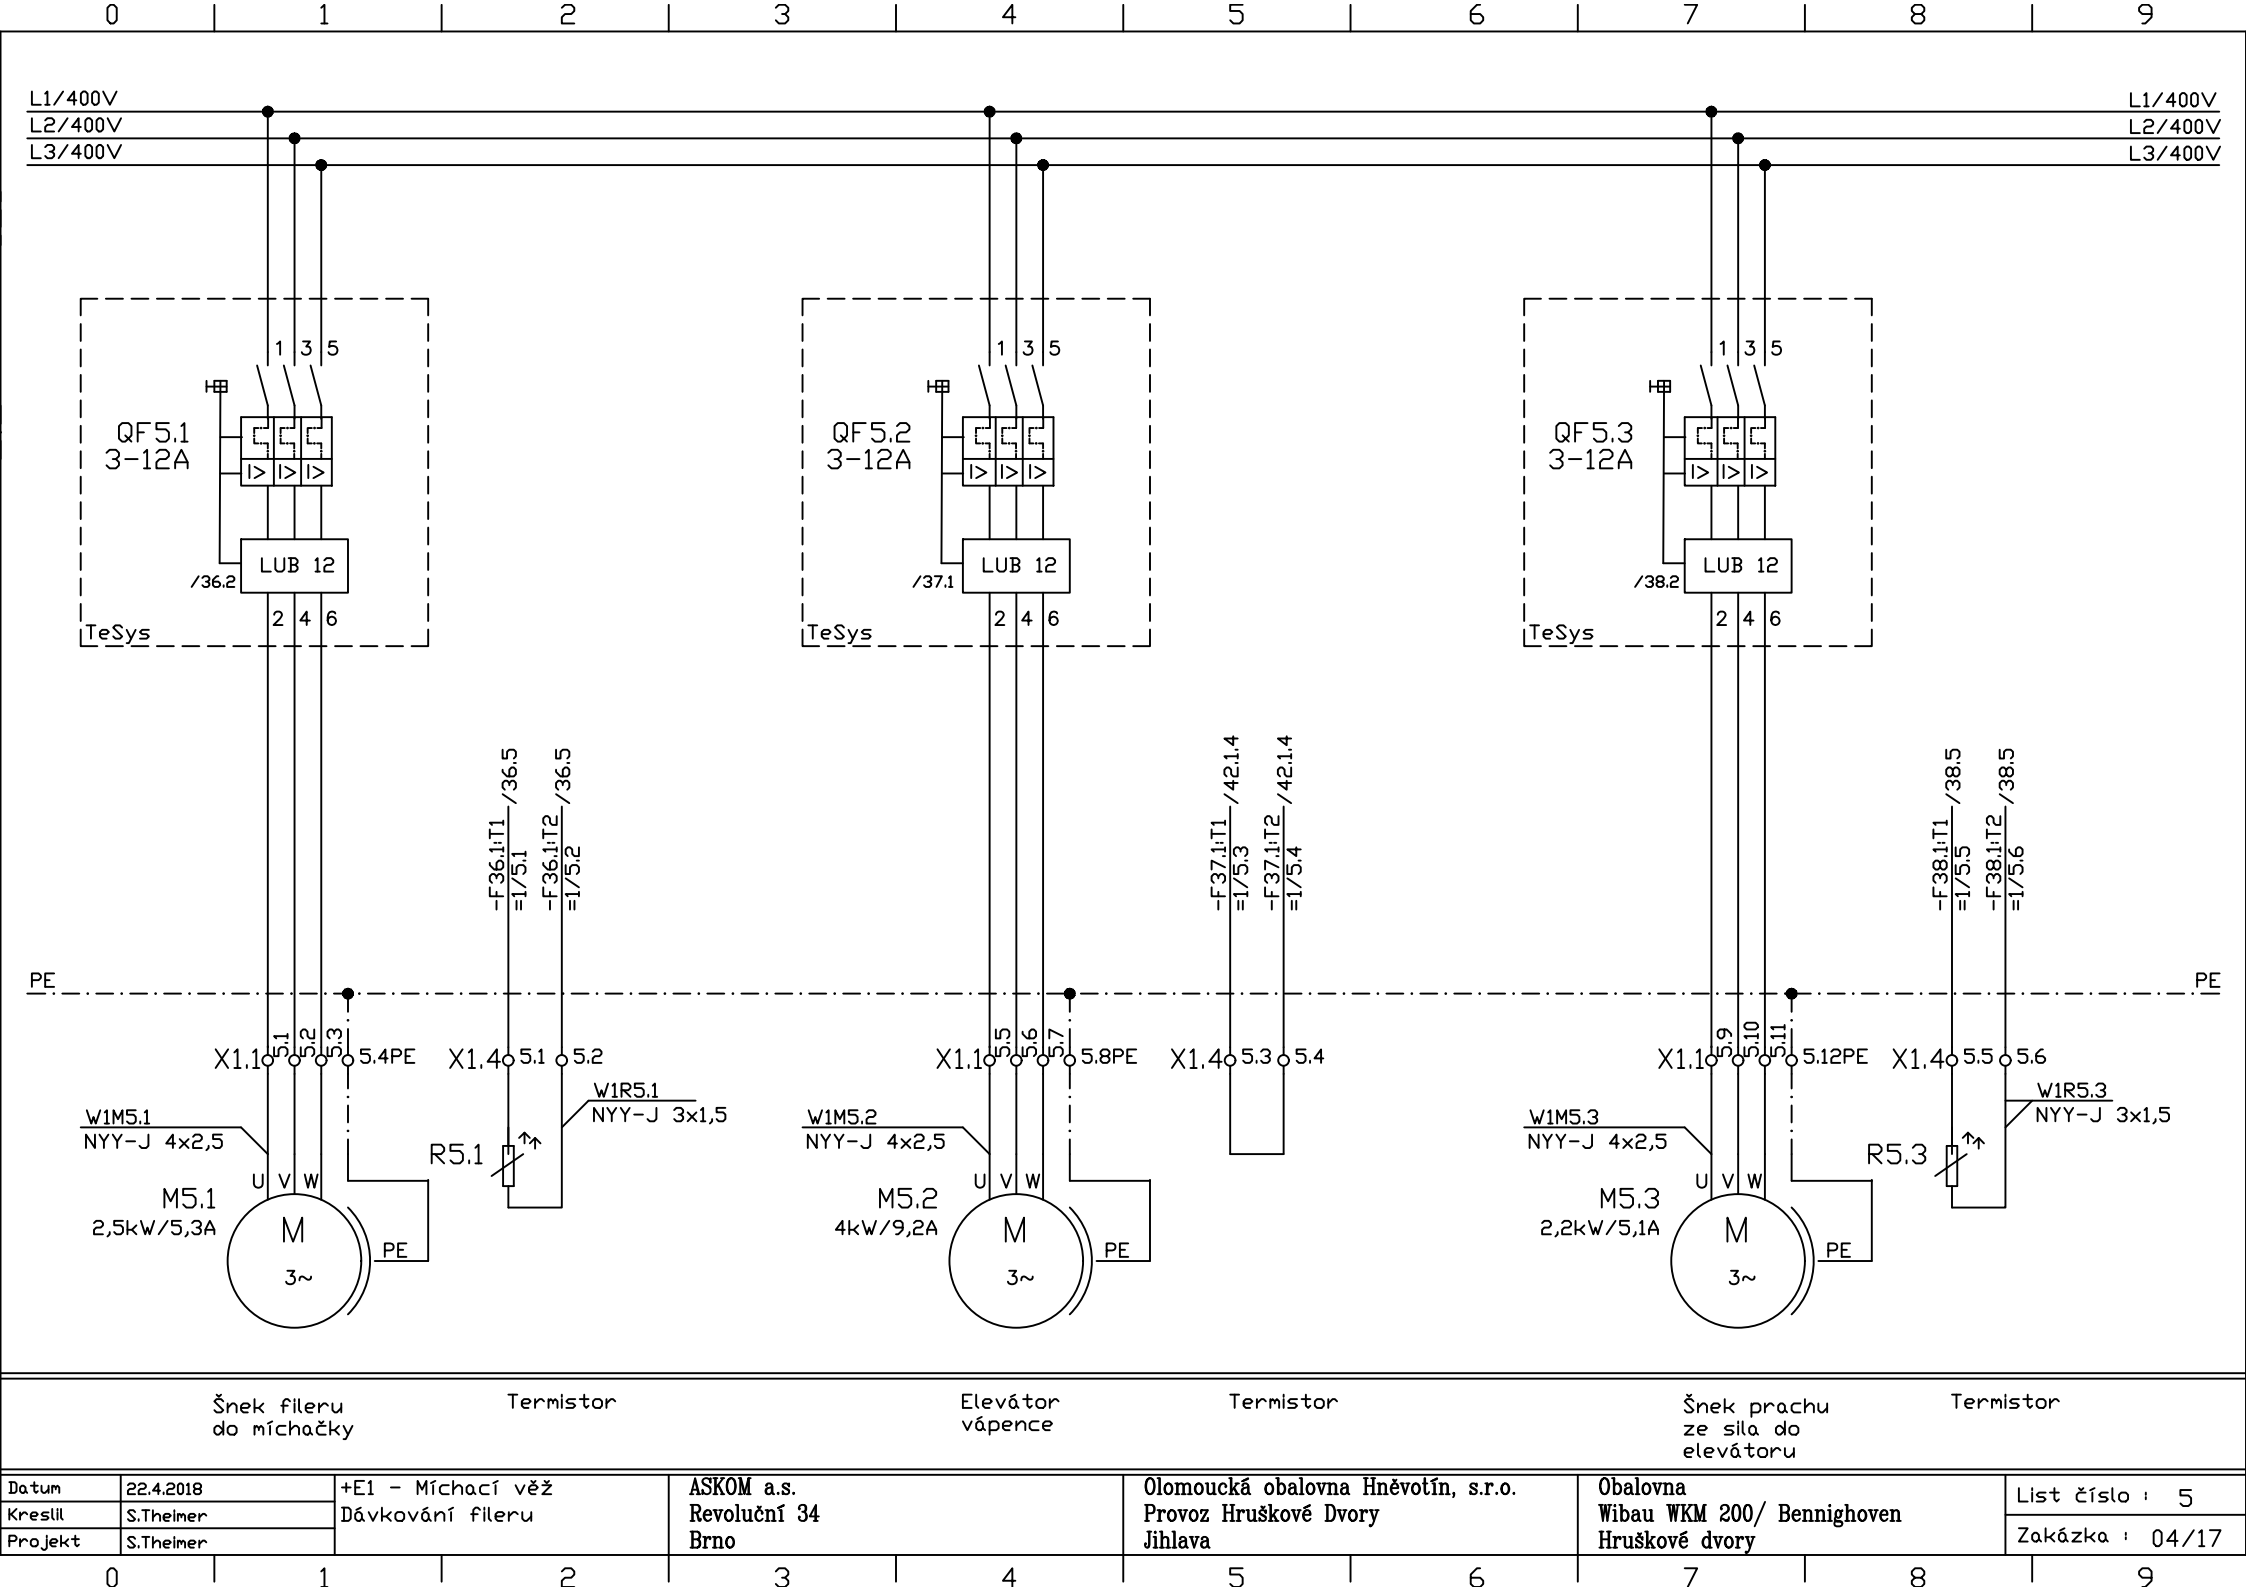 0 1 2 3 4 5 6 7 8 9
L1/400V L1/400V
L2/400V L2/400V
L3/400V L3/400V
1 3 5
QF5.1
3-12A
I> I> I>
LUB 12
/36.2
2 4 6
TeSys
1 3 5
QF5.2
3-12A
I> I> I>
LUB 12
/37.1
2 4 6
TeSys
1 3 5
QF5.3
3-12A
I> I> I>
LUB 12
/38.2
2 4 6
TeSys
-F36.1:T1 /36.5
=1/5.1
-F36.1:T2 /36.5
=1/5.2
-F37.1:T1 /42.1.4
=1/5.3
-F37.1:T2 /42.1.4
=1/5.4
-F38.1:T1 /38.5
=1/5.5
-F38.1:T2 /38.5
=1/5.6
PE PE
X1.1 5.1 5.2 5.3 5.4PE
X1.4 5.1 5.2
X1.1 5.5 5.6 5.7 5.8PE
X1.4 5.3 5.4
X1.1 5.9 5.10 5.11 5.12PE
X1.4 5.5 5.6
W1M5.1
NYY-J 4x2,5
U V W
M5.1
2,5kW/5,3A
M
3~
PE
W1R5.1
NYY-J 3x1,5
R5.1
W1M5.2
NYY-J 4x2,5
U V W
M5.2
4kW/9,2A
M
3~
PE
W1M5.3
NYY-J 4x2,5
U V W
M5.3
2,2kW/5,1A
M
3~
PE
W1R5.3
NYY-J 3x1,5
R5.3
Šnek fileru
do míchačky
Termistor
Elevátor
vápence
Termistor
Šnek prachu
ze sila do
elevátoru
Termistor
Datum 22.4.2018
Kreslil S.Theimer
Projekt S.Theimer
+E1 - Míchací věž
Dávkování fileru
ASKOM a.s.
Revoluční 34
Brno
Olomoucká obalovna Hněvotín, s.r.o.
Provoz Hruškové Dvory
Jihlava
Obalovna
Wibau WKM 200/ Bennighoven
Hruškové dvory
List číslo : 5
Zakázka : 04/17
0 1 2 3 4 5 6 7 8 9